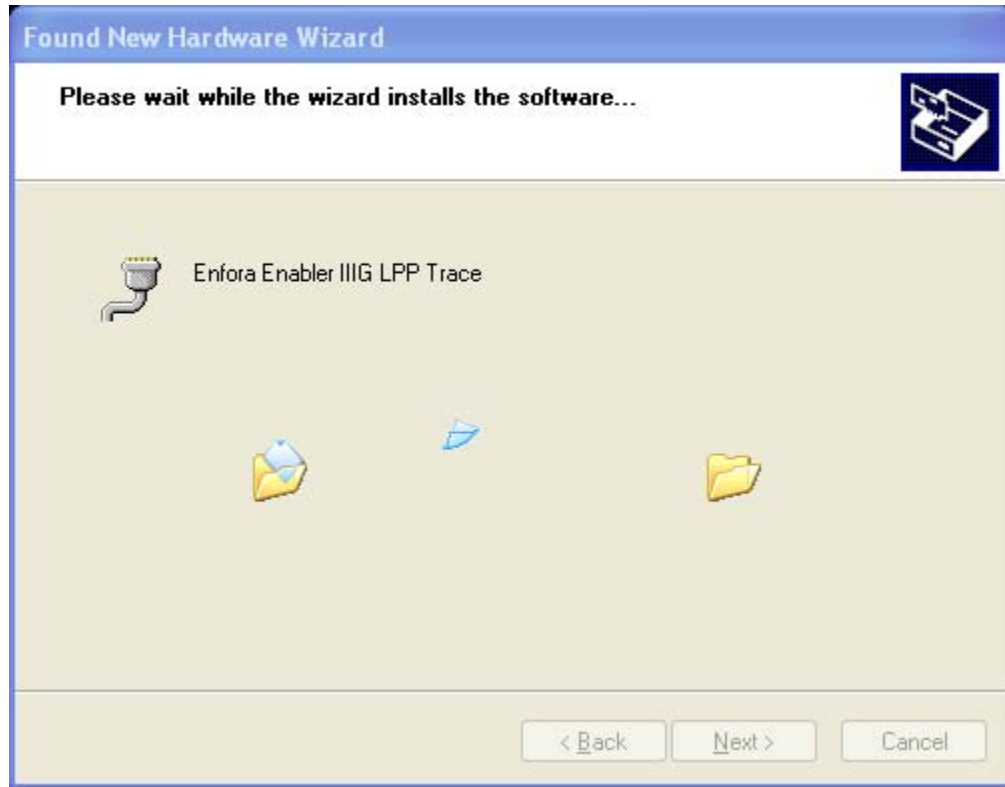 Found New Hardware Wizard
Please wait while the wizard installs the software...
Enfora Enabler IIIG LPP Trace
< Back
Next >
Cancel